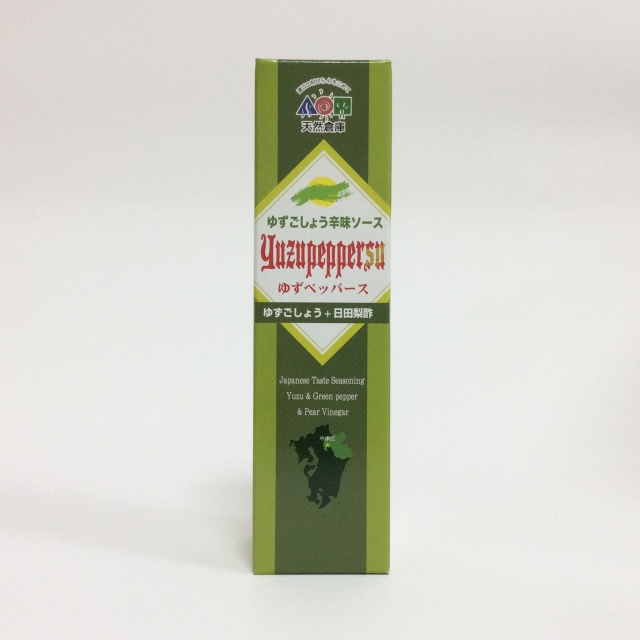 天然倉庫
ゆずごしょう辛味ソース
Yuzupeppersu
ゆずペッパース
ゆずごしょう+日田梨酢
Japanese Taste Seasoning
Yuzu & Green pepper
& Pear Vinegar